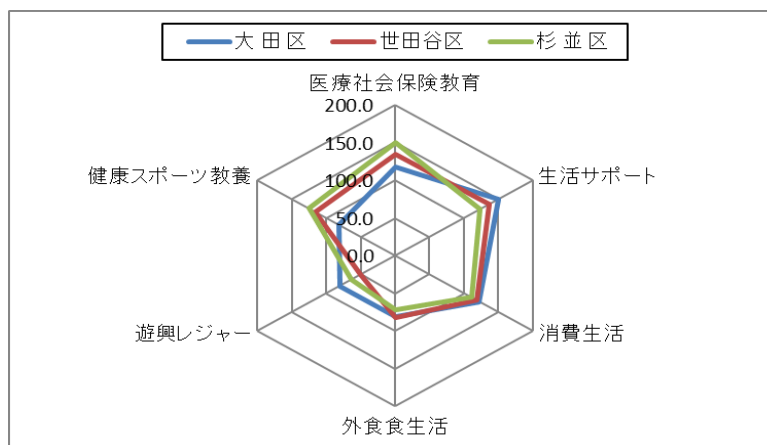 大田区 世田谷区 杉並区
医療社会保険教育
200.0
150.0
健康スポーツ教養
100.0
生活サポート
50.0
0.0
遊興レジャー
消費生活
外食食生活